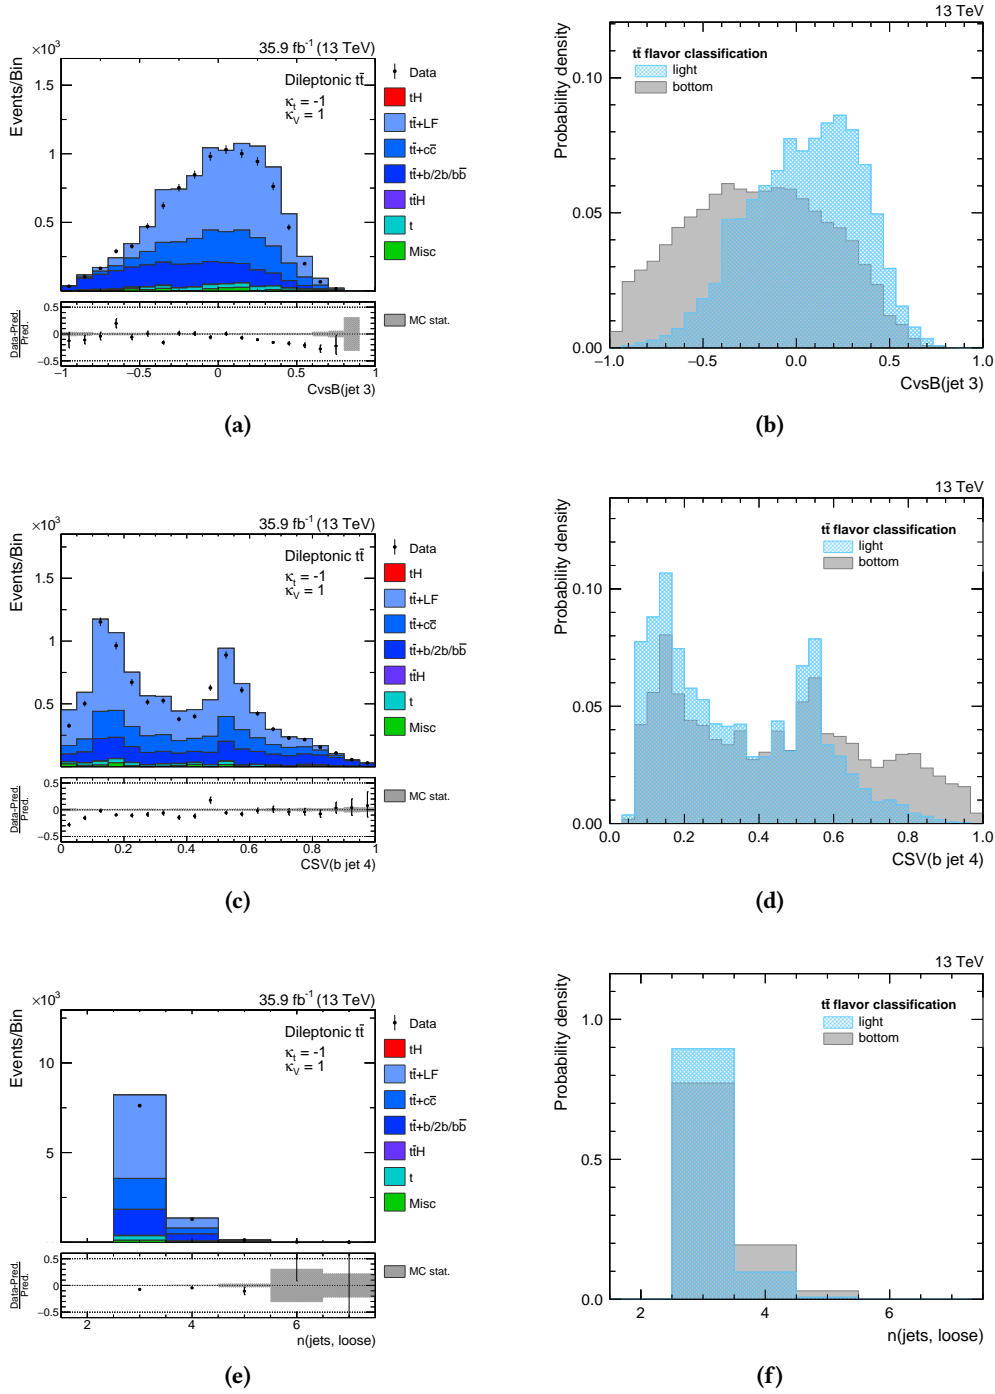 35.9 fb⁻¹ (13 TeV)
×10³
Events/Bin
1.5
1
0.5
Dileptonic tt̄
κt = -1
κV = 1
Data
tH
tt̄+LF
tt̄+cc̄
tt̄+b/2b/bb̄
tt̄H
t
Misc
Data-Pred.
Pred.
0.5
0
−0.5
MC stat.
−1 −0.5 0 0.5 1
CvsB(jet 3)
(a)
13 TeV
Probability density
tt̄ flavor classification
light
bottom
0.10
0.05
0.00
−1.0 −0.5 0.0 0.5 1.0
CvsB(jet 3)
(b)
35.9 fb⁻¹ (13 TeV)
×10³
Events/Bin
1.5
1
0.5
Dileptonic tt̄
κt = -1
κV = 1
Data
tH
tt̄+LF
tt̄+cc̄
tt̄+b/2b/bb̄
tt̄H
t
Misc
Data-Pred.
Pred.
0.5
0
−0.5
MC stat.
0 0.2 0.4 0.6 0.8 1
CSV(b jet 4)
(c)
13 TeV
Probability density
tt̄ flavor classification
light
bottom
0.10
0.05
0.00
0.2 0.4 0.6 0.8 1.0
CSV(b jet 4)
(d)
35.9 fb⁻¹ (13 TeV)
×10³
Events/Bin
10
5
Dileptonic tt̄
κt = -1
κV = 1
Data
tH
tt̄+LF
tt̄+cc̄
tt̄+b/2b/bb̄
tt̄H
t
Misc
Data-Pred.
Pred.
0.5
0
−0.5
MC stat.
2 4 6
n(jets, loose)
(e)
13 TeV
Probability density
tt̄ flavor classification
light
bottom
1.0
0.5
0.0
2 4 6
n(jets, loose)
(f)